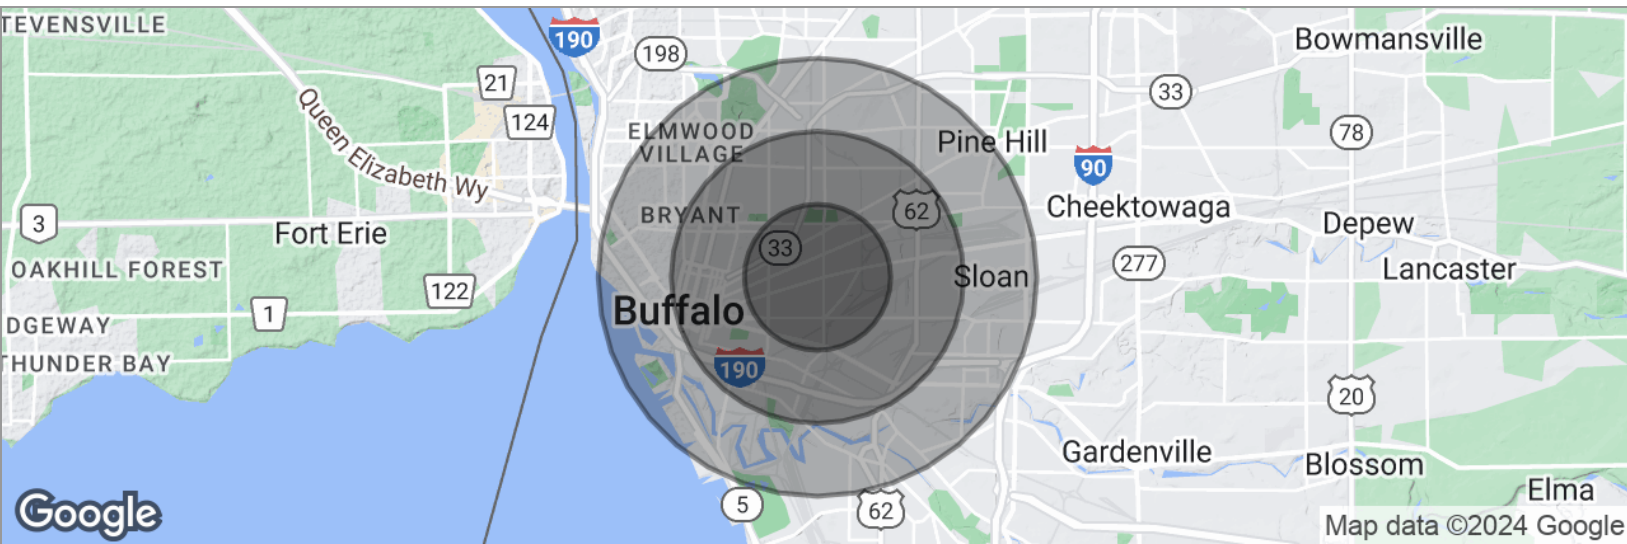 TEVENSVILLE
190
198
Bowmansville
21
33
Queen Elizabeth Wy
124
ELMWOOD
VILLAGE
78
Pine Hill
90
BRYANT
62
Cheektowaga
3
Fort Erie
Depew
33
OAKHILL FOREST
277
Lancaster
Sloan
122
1
Buffalo
DGEWAY
THUNDER BAY
190
20
Gardenville
Blossom
Elma
Google
5
62
Map data ©2024 Google